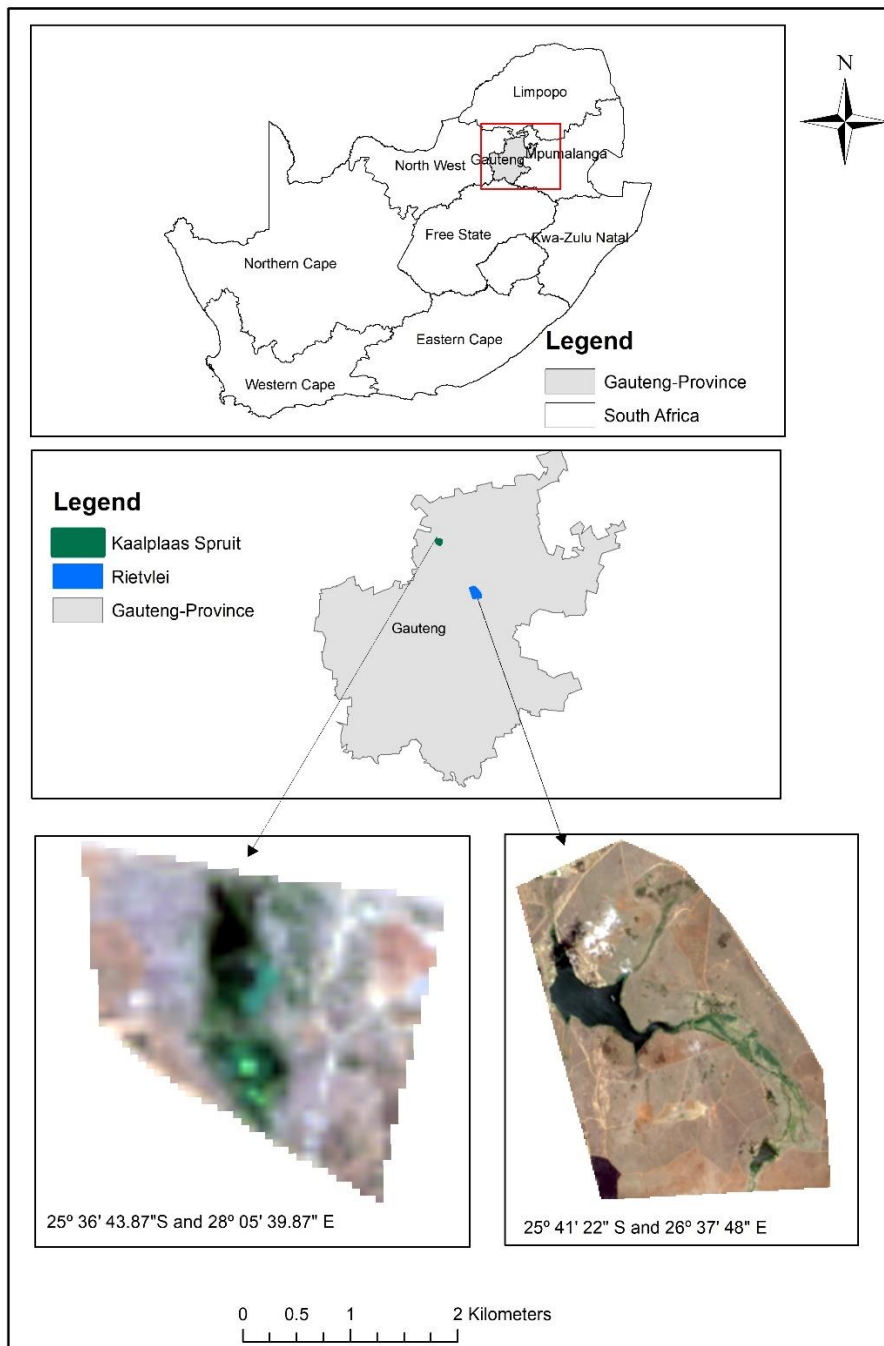 N
Limpopo
North West
Gauteng
Mpumalanga
Free State
Kwa-Zulu Natal
Northern Cape
Eastern Cape
Western Cape
Legend
Gauteng-Province
South Africa
Legend
Kaalplaas Spruit
Rietvlei
Gauteng-Province
Gauteng
25º 36' 43.87"S and 28º 05' 39.87" E
25º 41' 22" S and 26º 37' 48" E
0 0.5 1 2 Kilometers